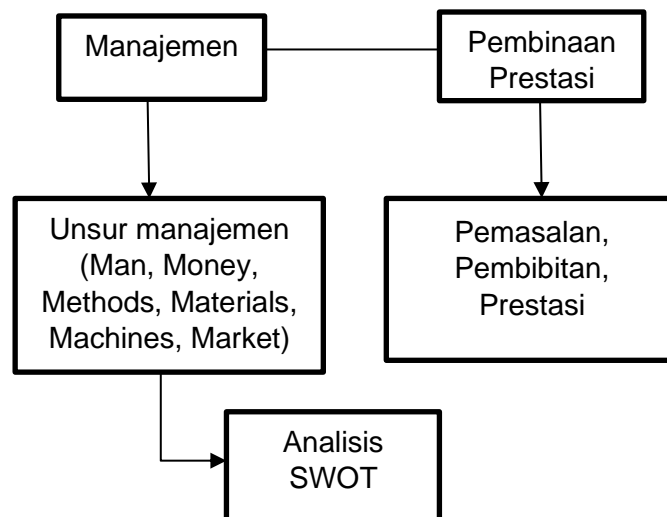 Manajemen
Pembinaan
Prestasi
Unsur manajemen
(Man, Money,
Methods, Materials,
Machines, Market)
Pemasalan,
Pembibitan,
Prestasi
Analisis
SWOT